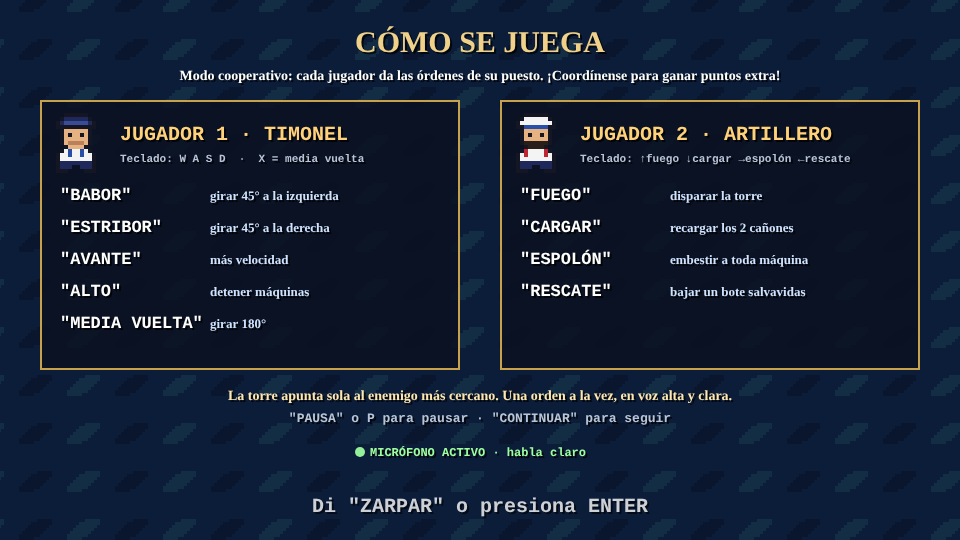 CÓMO SE JUEGA
Modo cooperativo: cada jugador da las órdenes de su puesto. ¡Coordínense para ganar puntos extra!
JUGADOR 1 · TIMONEL
Teclado: W A S D · X = media vuelta
"BABOR" girar 45° a la izquierda
"ESTRIBOR" girar 45° a la derecha
"AVANTE" más velocidad
"ALTO" detener máquinas
"MEDIA VUELTA" girar 180°
JUGADOR 2 · ARTILLERO
Teclado: ↑fuego ↓cargar →espolón ←rescate
"FUEGO" disparar la torre
"CARGAR" recargar los 2 cañones
"ESPOLÓN" embestir a toda máquina
"RESCATE" bajar un bote salvavidas
La torre apunta sola al enemigo más cercano. Una orden a la vez, en voz alta y clara.
"PAUSA" o P para pausar · "CONTINUAR" para seguir
MICRÓFONO ACTIVO · habla claro
Di "ZARPAR" o presiona ENTER